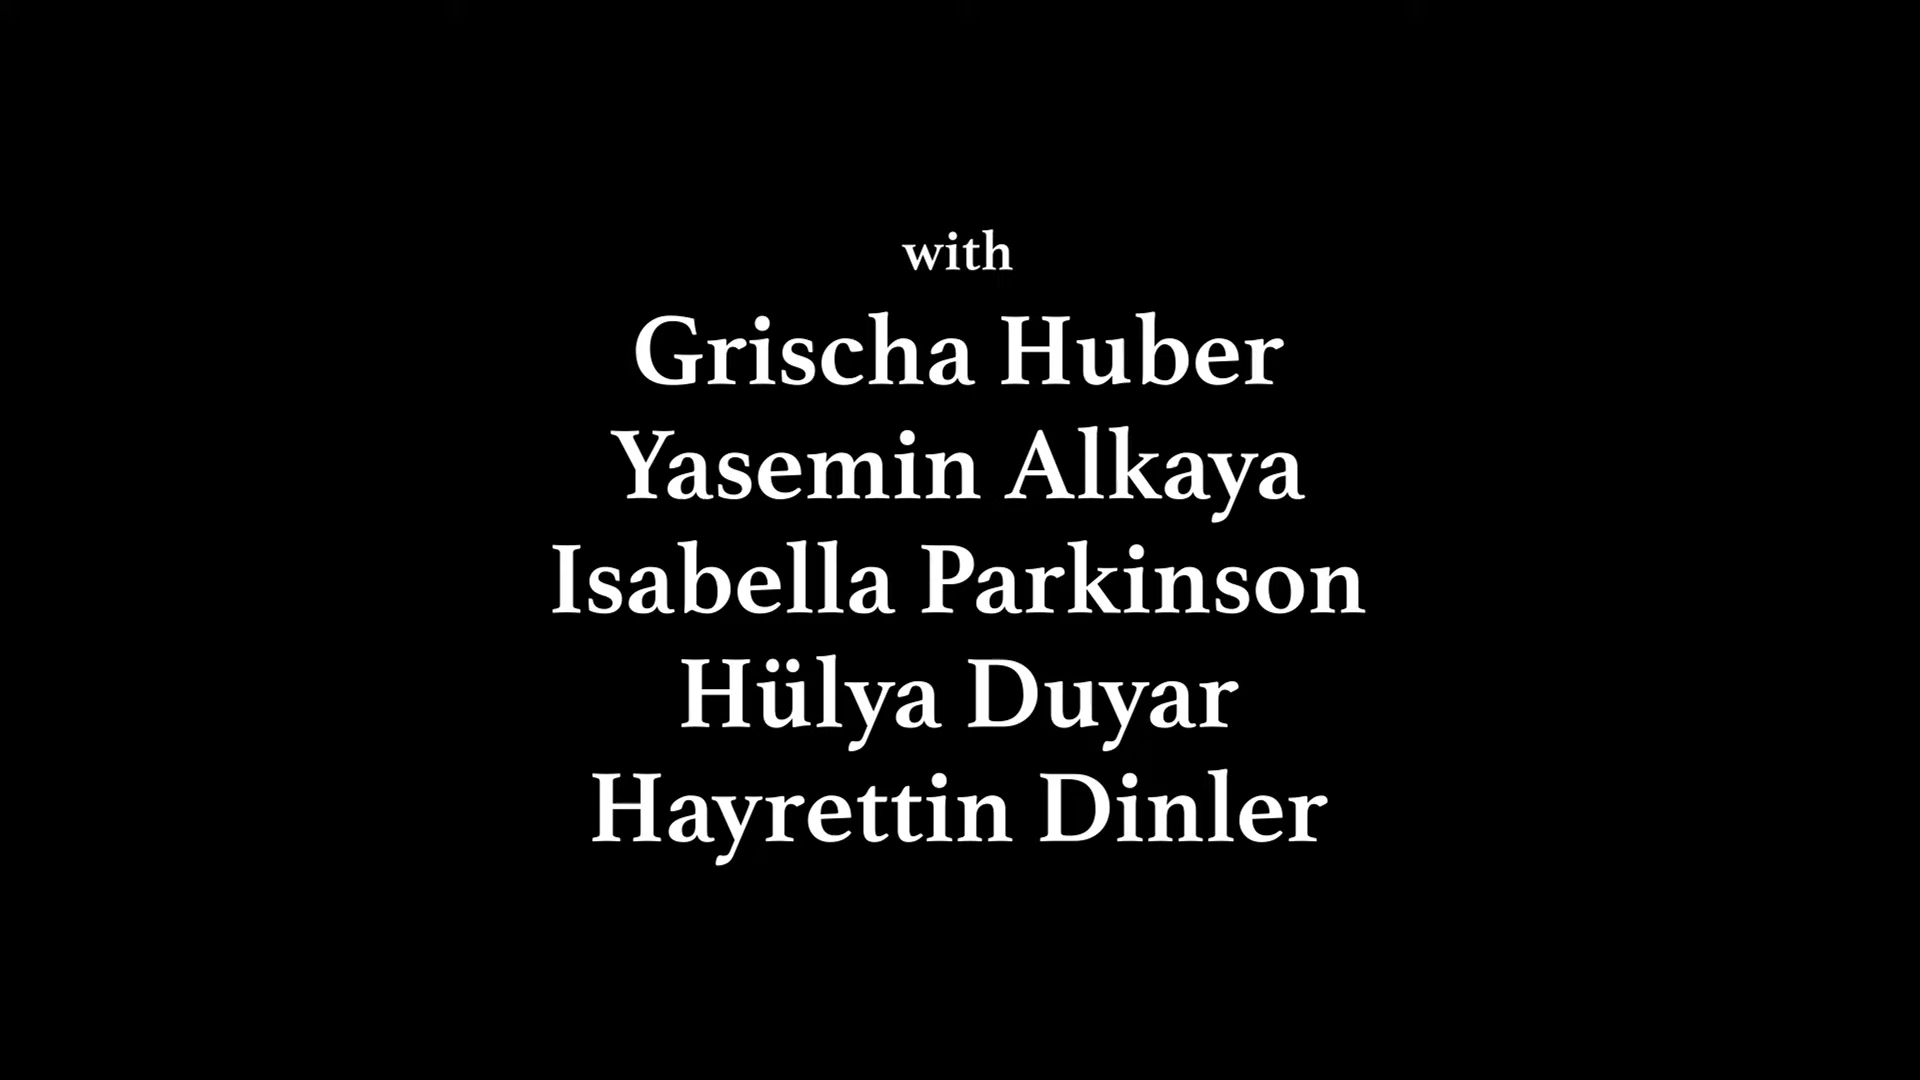 with
Grischa Huber
Yasemin Alkaya
Isabella Parkinson
Hülya Duyar
Hayrettin Dinler